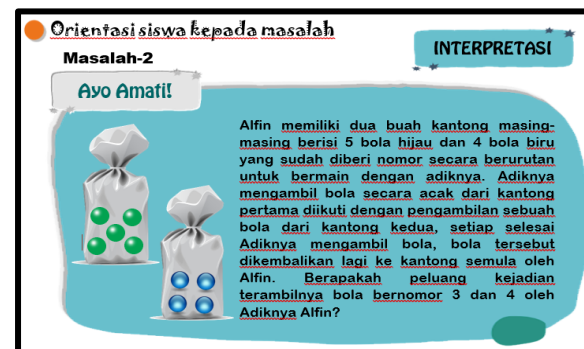 Orientasi siswa kepada masalah
INTERPRETASI
Masalah-2
Ayo Amati!
Alfin memiliki dua buah kantong masing-
masing berisi 5 bola hijau dan 4 bola biru
yang sudah diberi nomor secara berurutan
untuk bermain dengan adiknya. Adiknya
mengambil bola secara acak dari kantong
pertama diikuti dengan pengambilan sebuah
bola dari kantong kedua, setiap selesai
Adiknya mengambil bola, bola tersebut
dikembalikan lagi ke kantong semula oleh
Alfin. Berapakah peluang kejadian
terambilnya bola bernomor 3 dan 4 oleh
Adiknya Alfin?